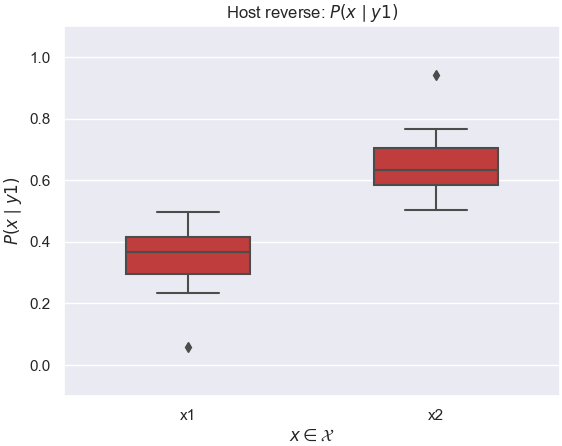 Host reverse: P(x | y1)
1.0
0.8
0.6
0.4
0.2
0.0
P(x | y1)
x1 x2
x ∈ 𝒳